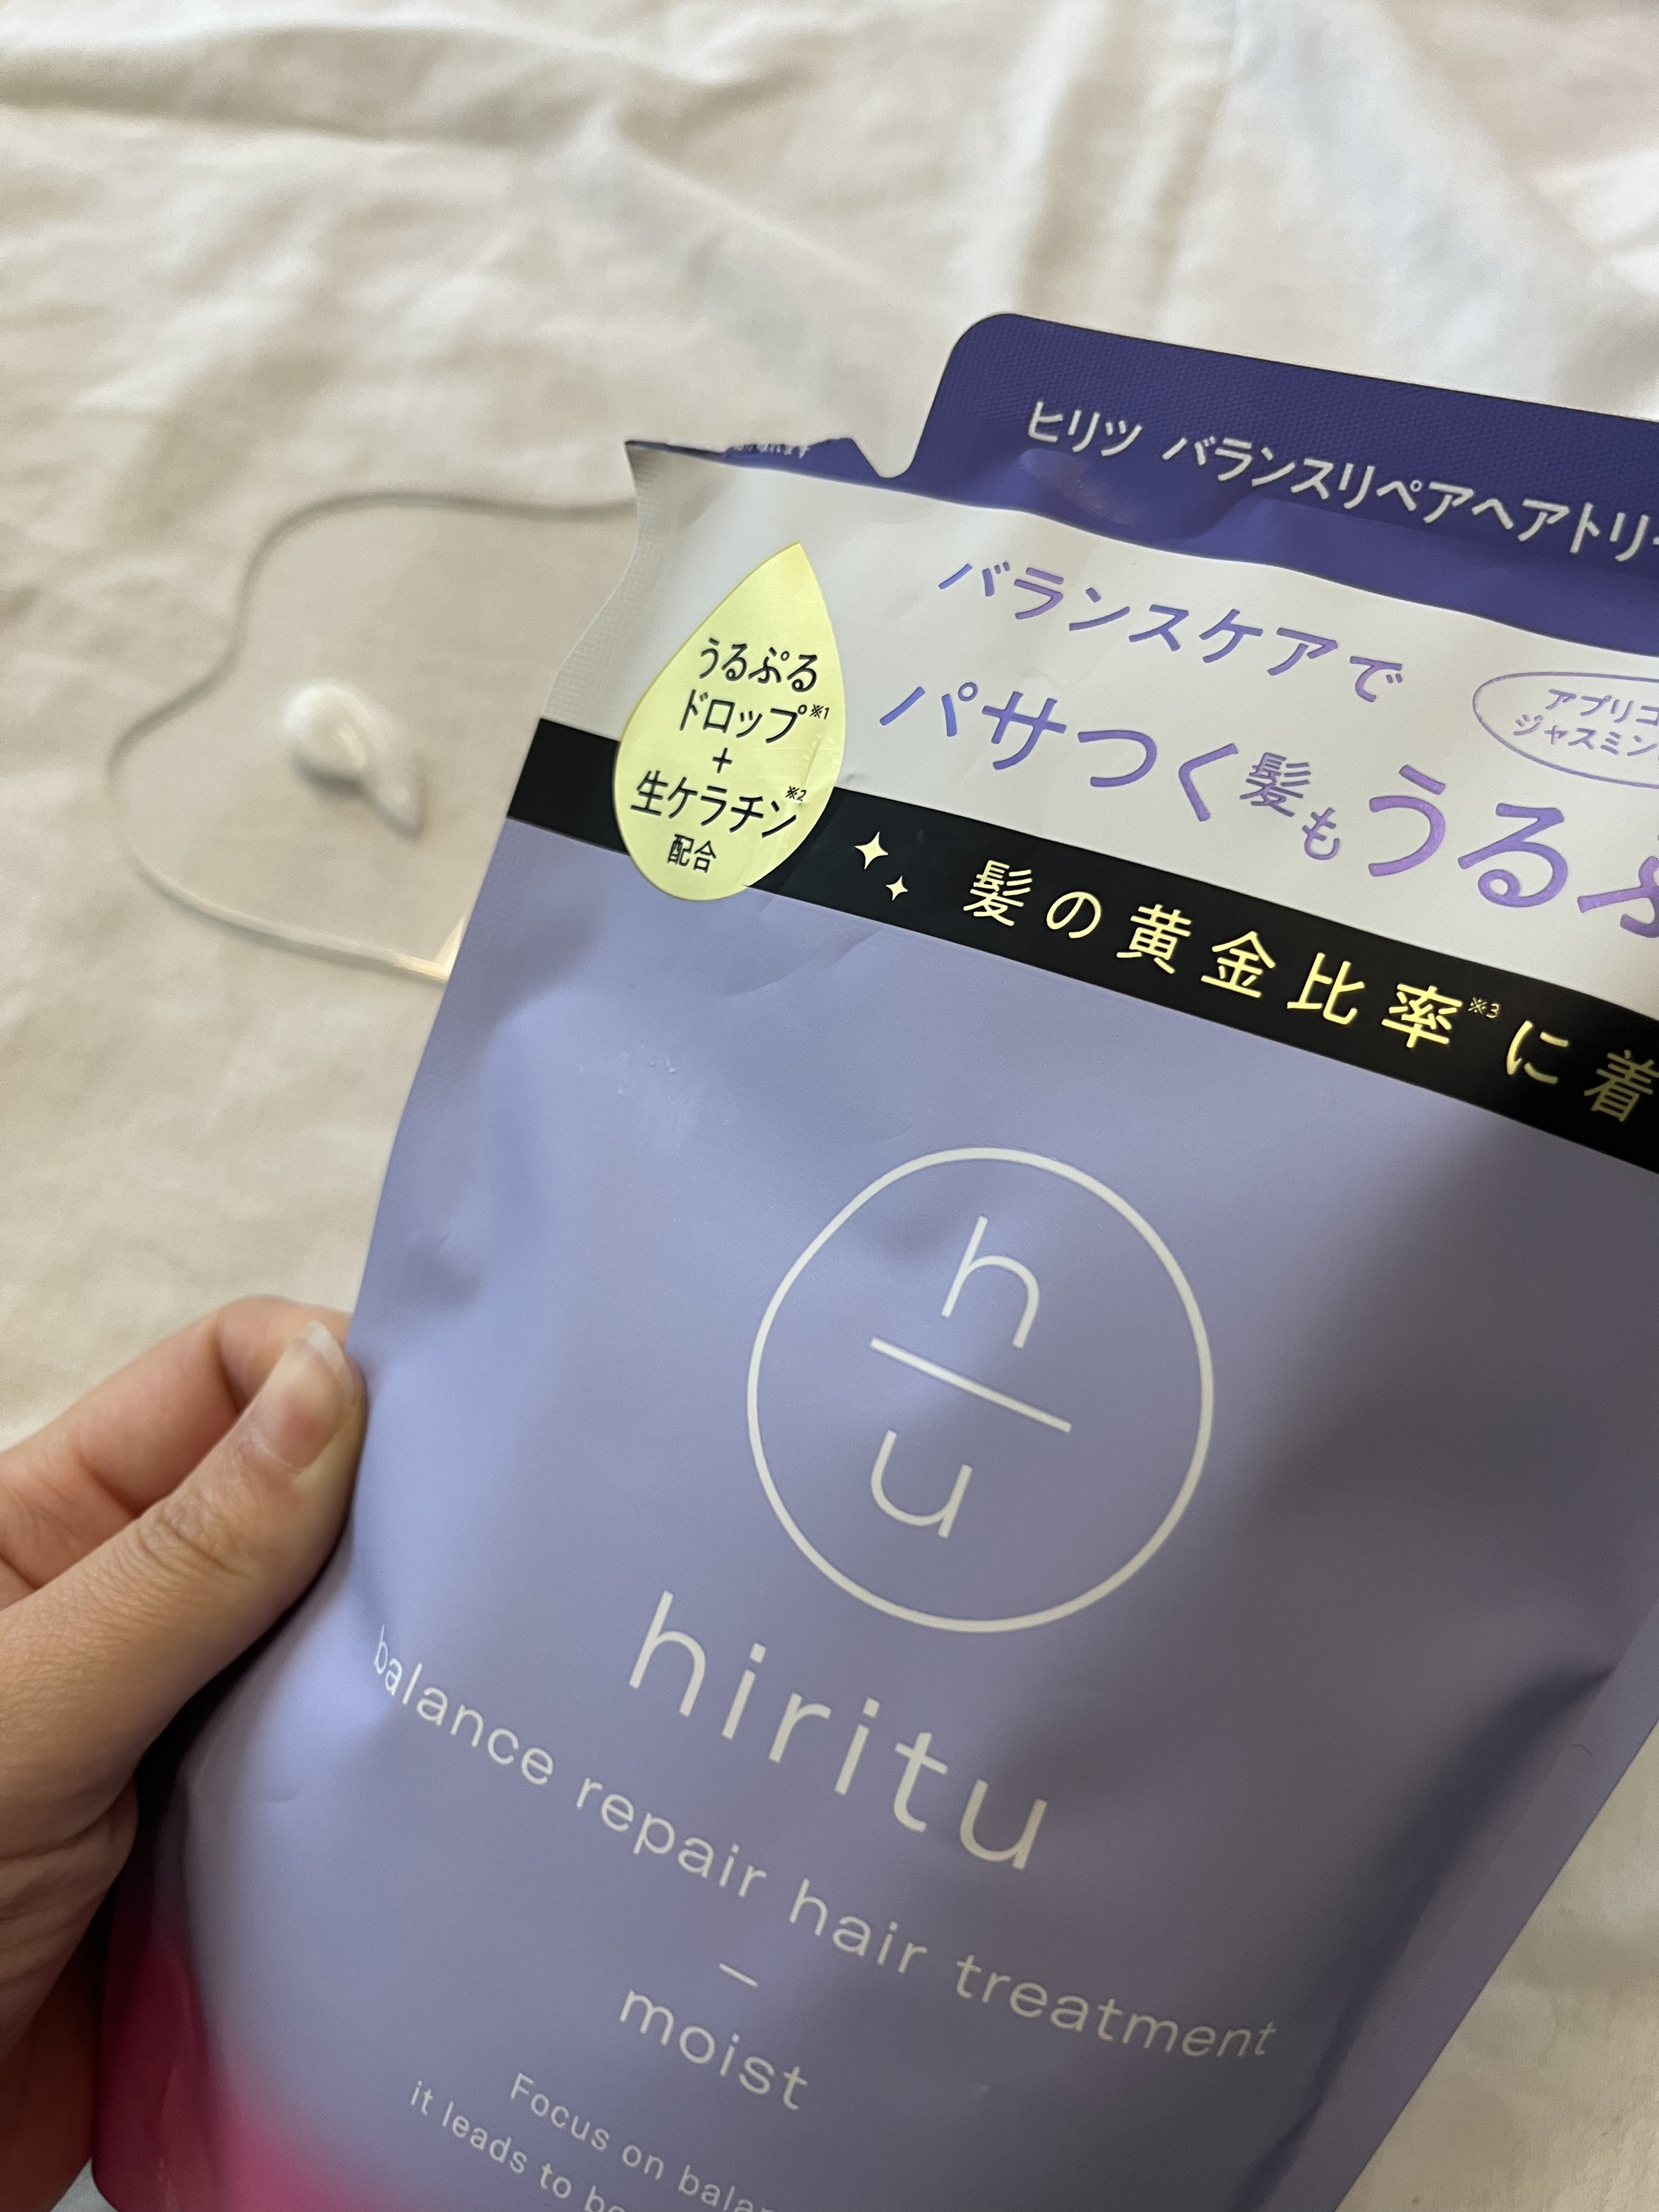 ヒリツ バランスリペアヘアトリ
バランスケアで
パサつく髪もうる
アプリコ
ジャスミン
うるぷる
ドロップ※1
+
生ケラチン※2
配合
髪の黄金比率※3に着
h
u
hiritu
balance repair hair treatment
–
moist
Focus on balan
it leads to be